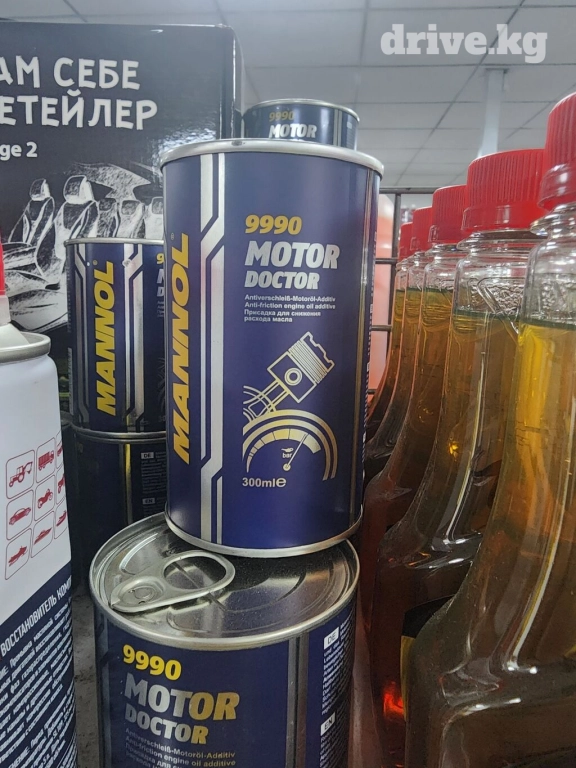 drive.kg
АМ СЕБЕ
ЕТЕЙЛЕР
ge 2
9990
MOTOR
MANNOL
9990
MOTOR
DOCTOR
Antiverschleiß-Motoröl-Additiv
Anti-friction engine oil additive
Присадка для снижения
расхода масла
bar
300ml℮
MANNOL
9990
MOTOR
DOCTOR
Antiverschleiß-Motoröl-Additiv
Anti-friction engine oil additive
ВОССТАНОВИТЕЛЬ КОМП